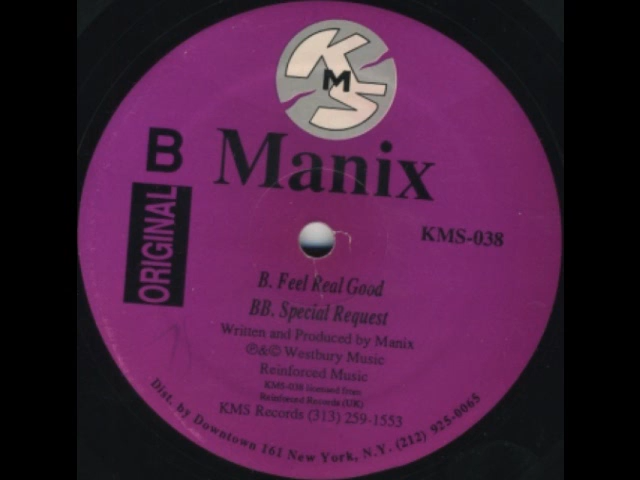 KMS
B
Manix
ORIGINAL
KMS-038
B. Feel Real Good
BB. Special Request
Written and Produced by Manix
℗&© Westbury Music
Reinforced Music
KMS-038 licensed from
Reinforced Records (UK)
KMS Records (313) 259-1553
Dist. by Downtown 161 New York, N.Y. (212) 925-0065